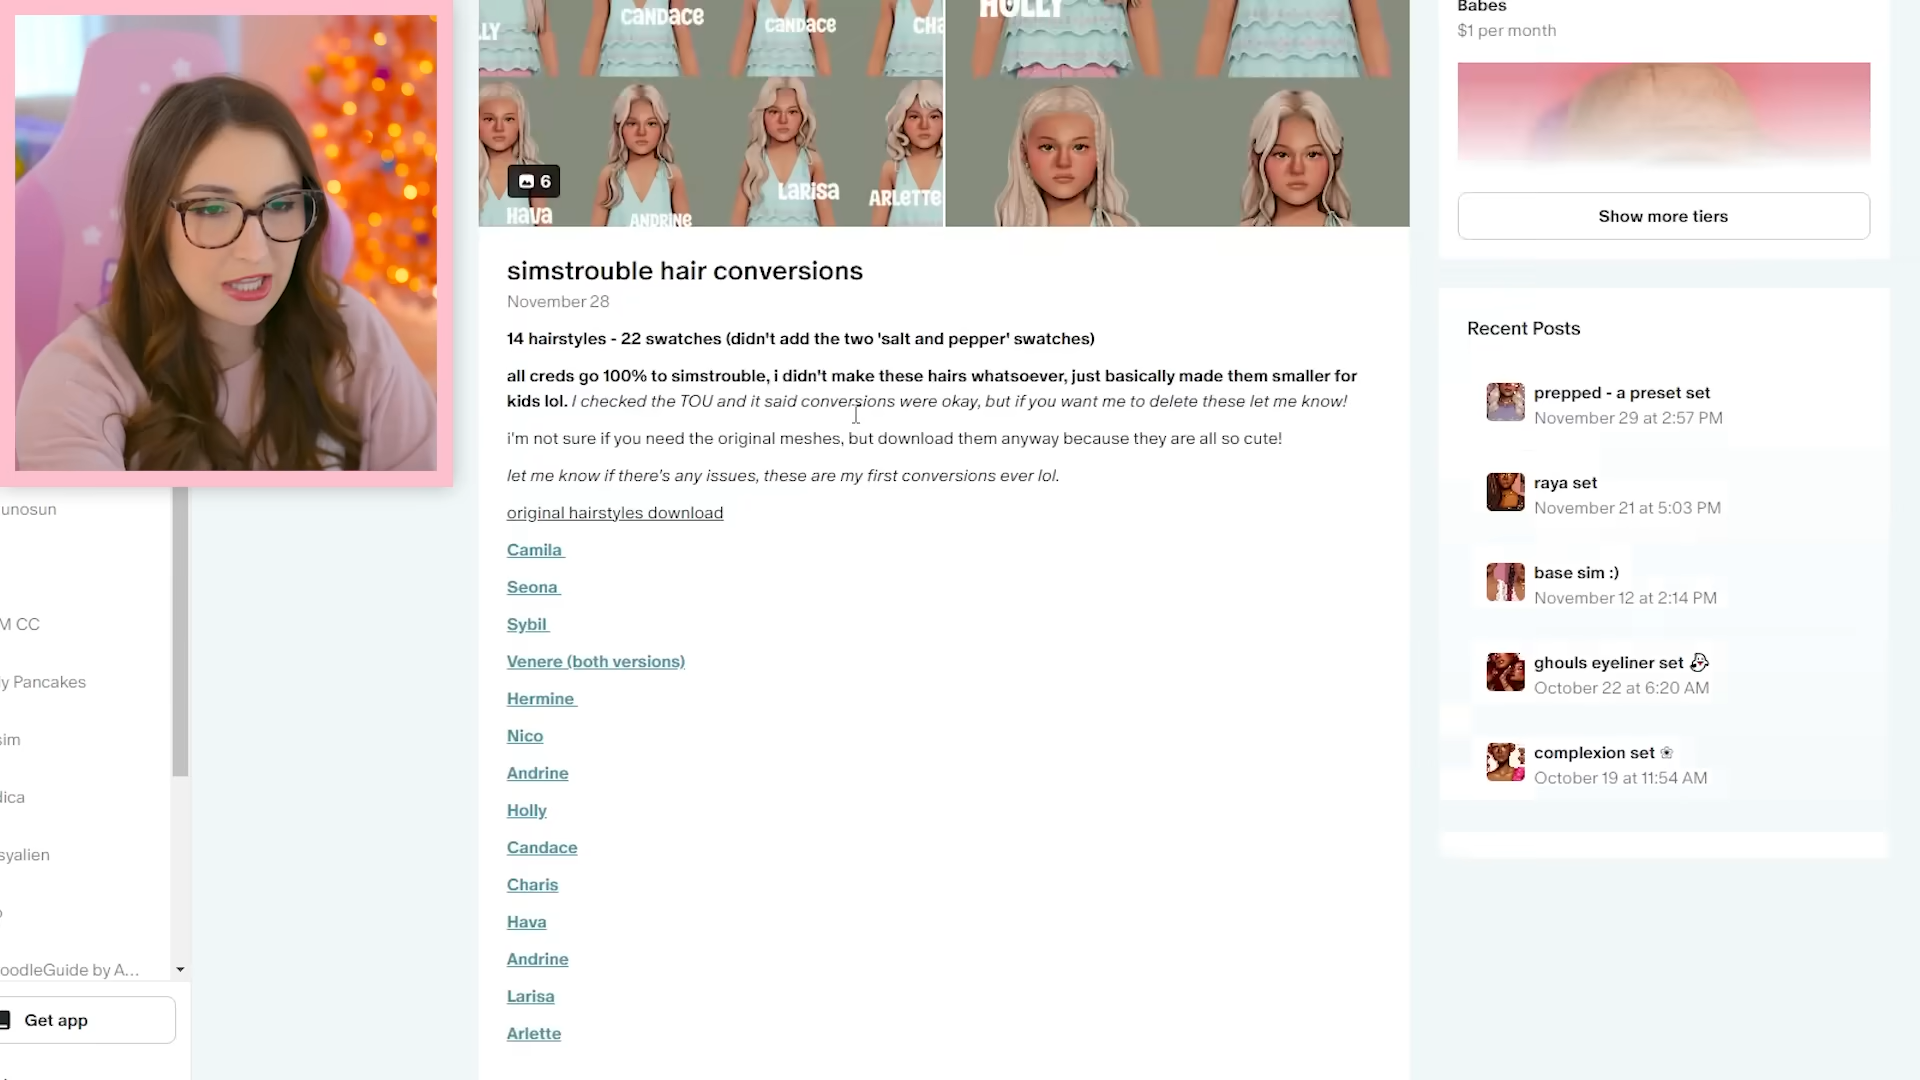 LY
CANDACE
CANDACE
CHA
HOLLY
HAVA
ANDRINE
LARISA
ARLETTE
6
simstrouble hair conversions
November 28
14 hairstyles - 22 swatches (didn't add the two 'salt and pepper' swatches)
all creds go 100% to simstrouble, i didn't make these hairs whatsoever, just basically made them smaller for
kids lol. I checked the TOU and it said conversions were okay, but if you want me to delete these let me know!
i'm not sure if you need the original meshes, but download them anyway because they are all so cute!
let me know if there's any issues, these are my first conversions ever lol.
original hairstyles download
Camila
Seona
Sybil
Venere (both versions)
Hermine
Nico
Andrine
Holly
Candace
Charis
Hava
Andrine
Larisa
Arlette
Babes
$1 per month
Show more tiers
Recent Posts
prepped - a preset set
November 29 at 2:57 PM
raya set
November 21 at 5:03 PM
base sim :)
November 12 at 2:14 PM
ghouls eyeliner set 👻
October 22 at 6:20 AM
complexion set
October 19 at 11:54 AM
unosun
M CC
y Pancakes
sim
dica
syalien
oodleGuide by A...
Get app